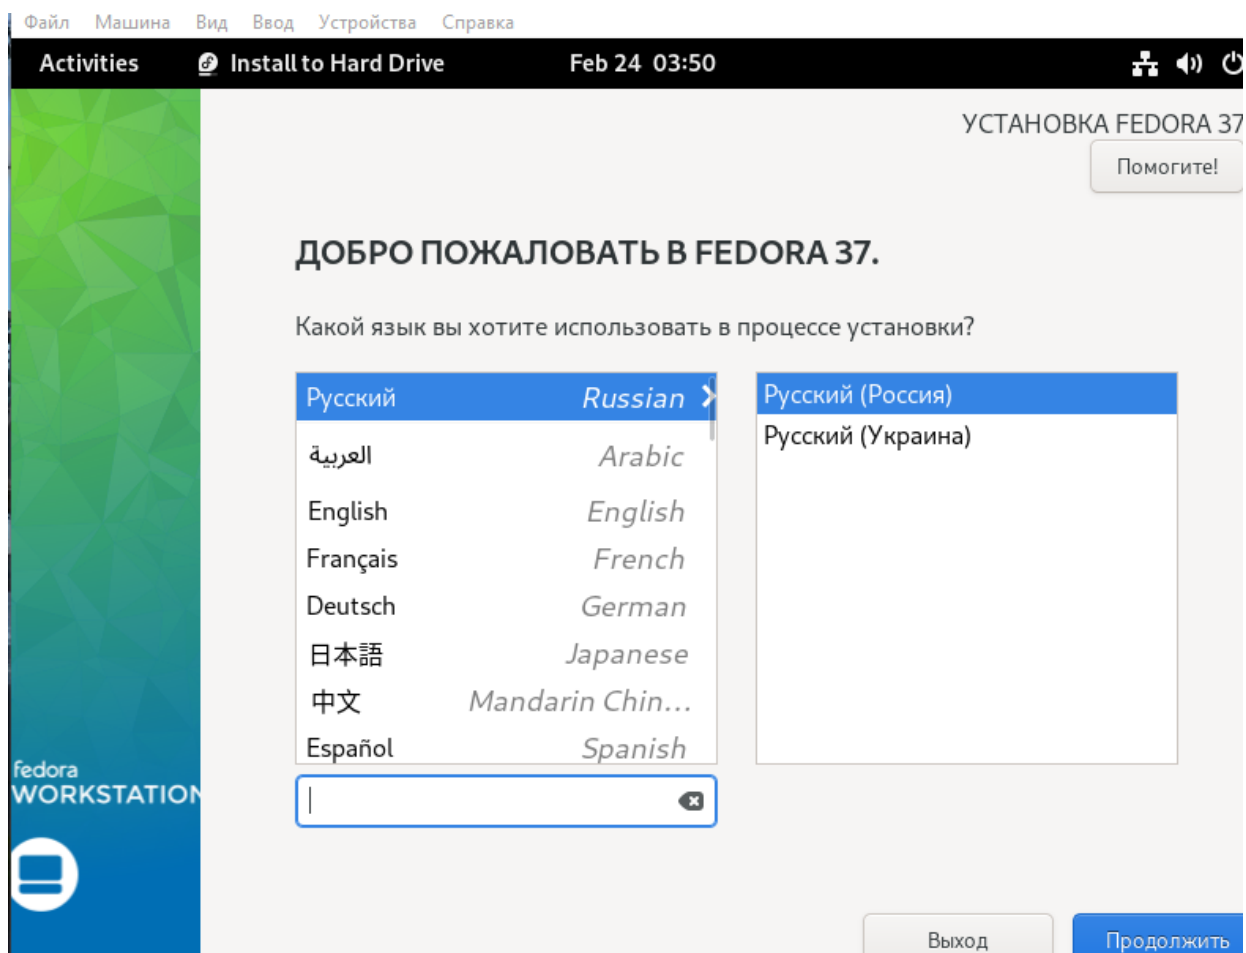 Файл Машина Вид Ввод Устройства Справка
Activities Install to Hard Drive Feb 24 03:50
УСТАНОВКА FEDORA 37
Помогите!
ДОБРО ПОЖАЛОВАТЬ В FEDORA 37.
Какой язык вы хотите использовать в процессе установки?
Русский Russian
العربية Arabic
English English
Français French
Deutsch German
日本語 Japanese
中文 Mandarin Chin...
Español Spanish
Русский (Россия)
Русский (Украина)
fedora
WORKSTATION
Выход Продолжить